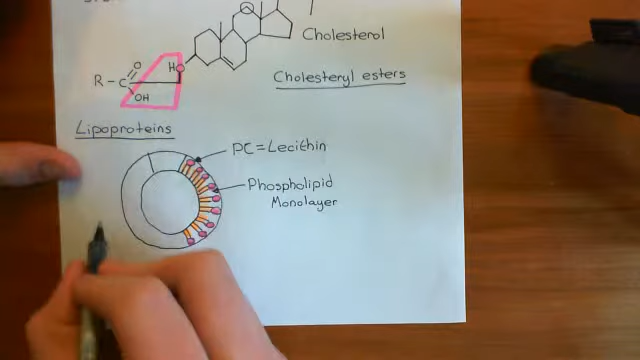 Cholesterol
HO
O
R-C
OH
Cholesteryl esters
Lipoproteins
PC = Lecithin
Phospholipid
Monolayer